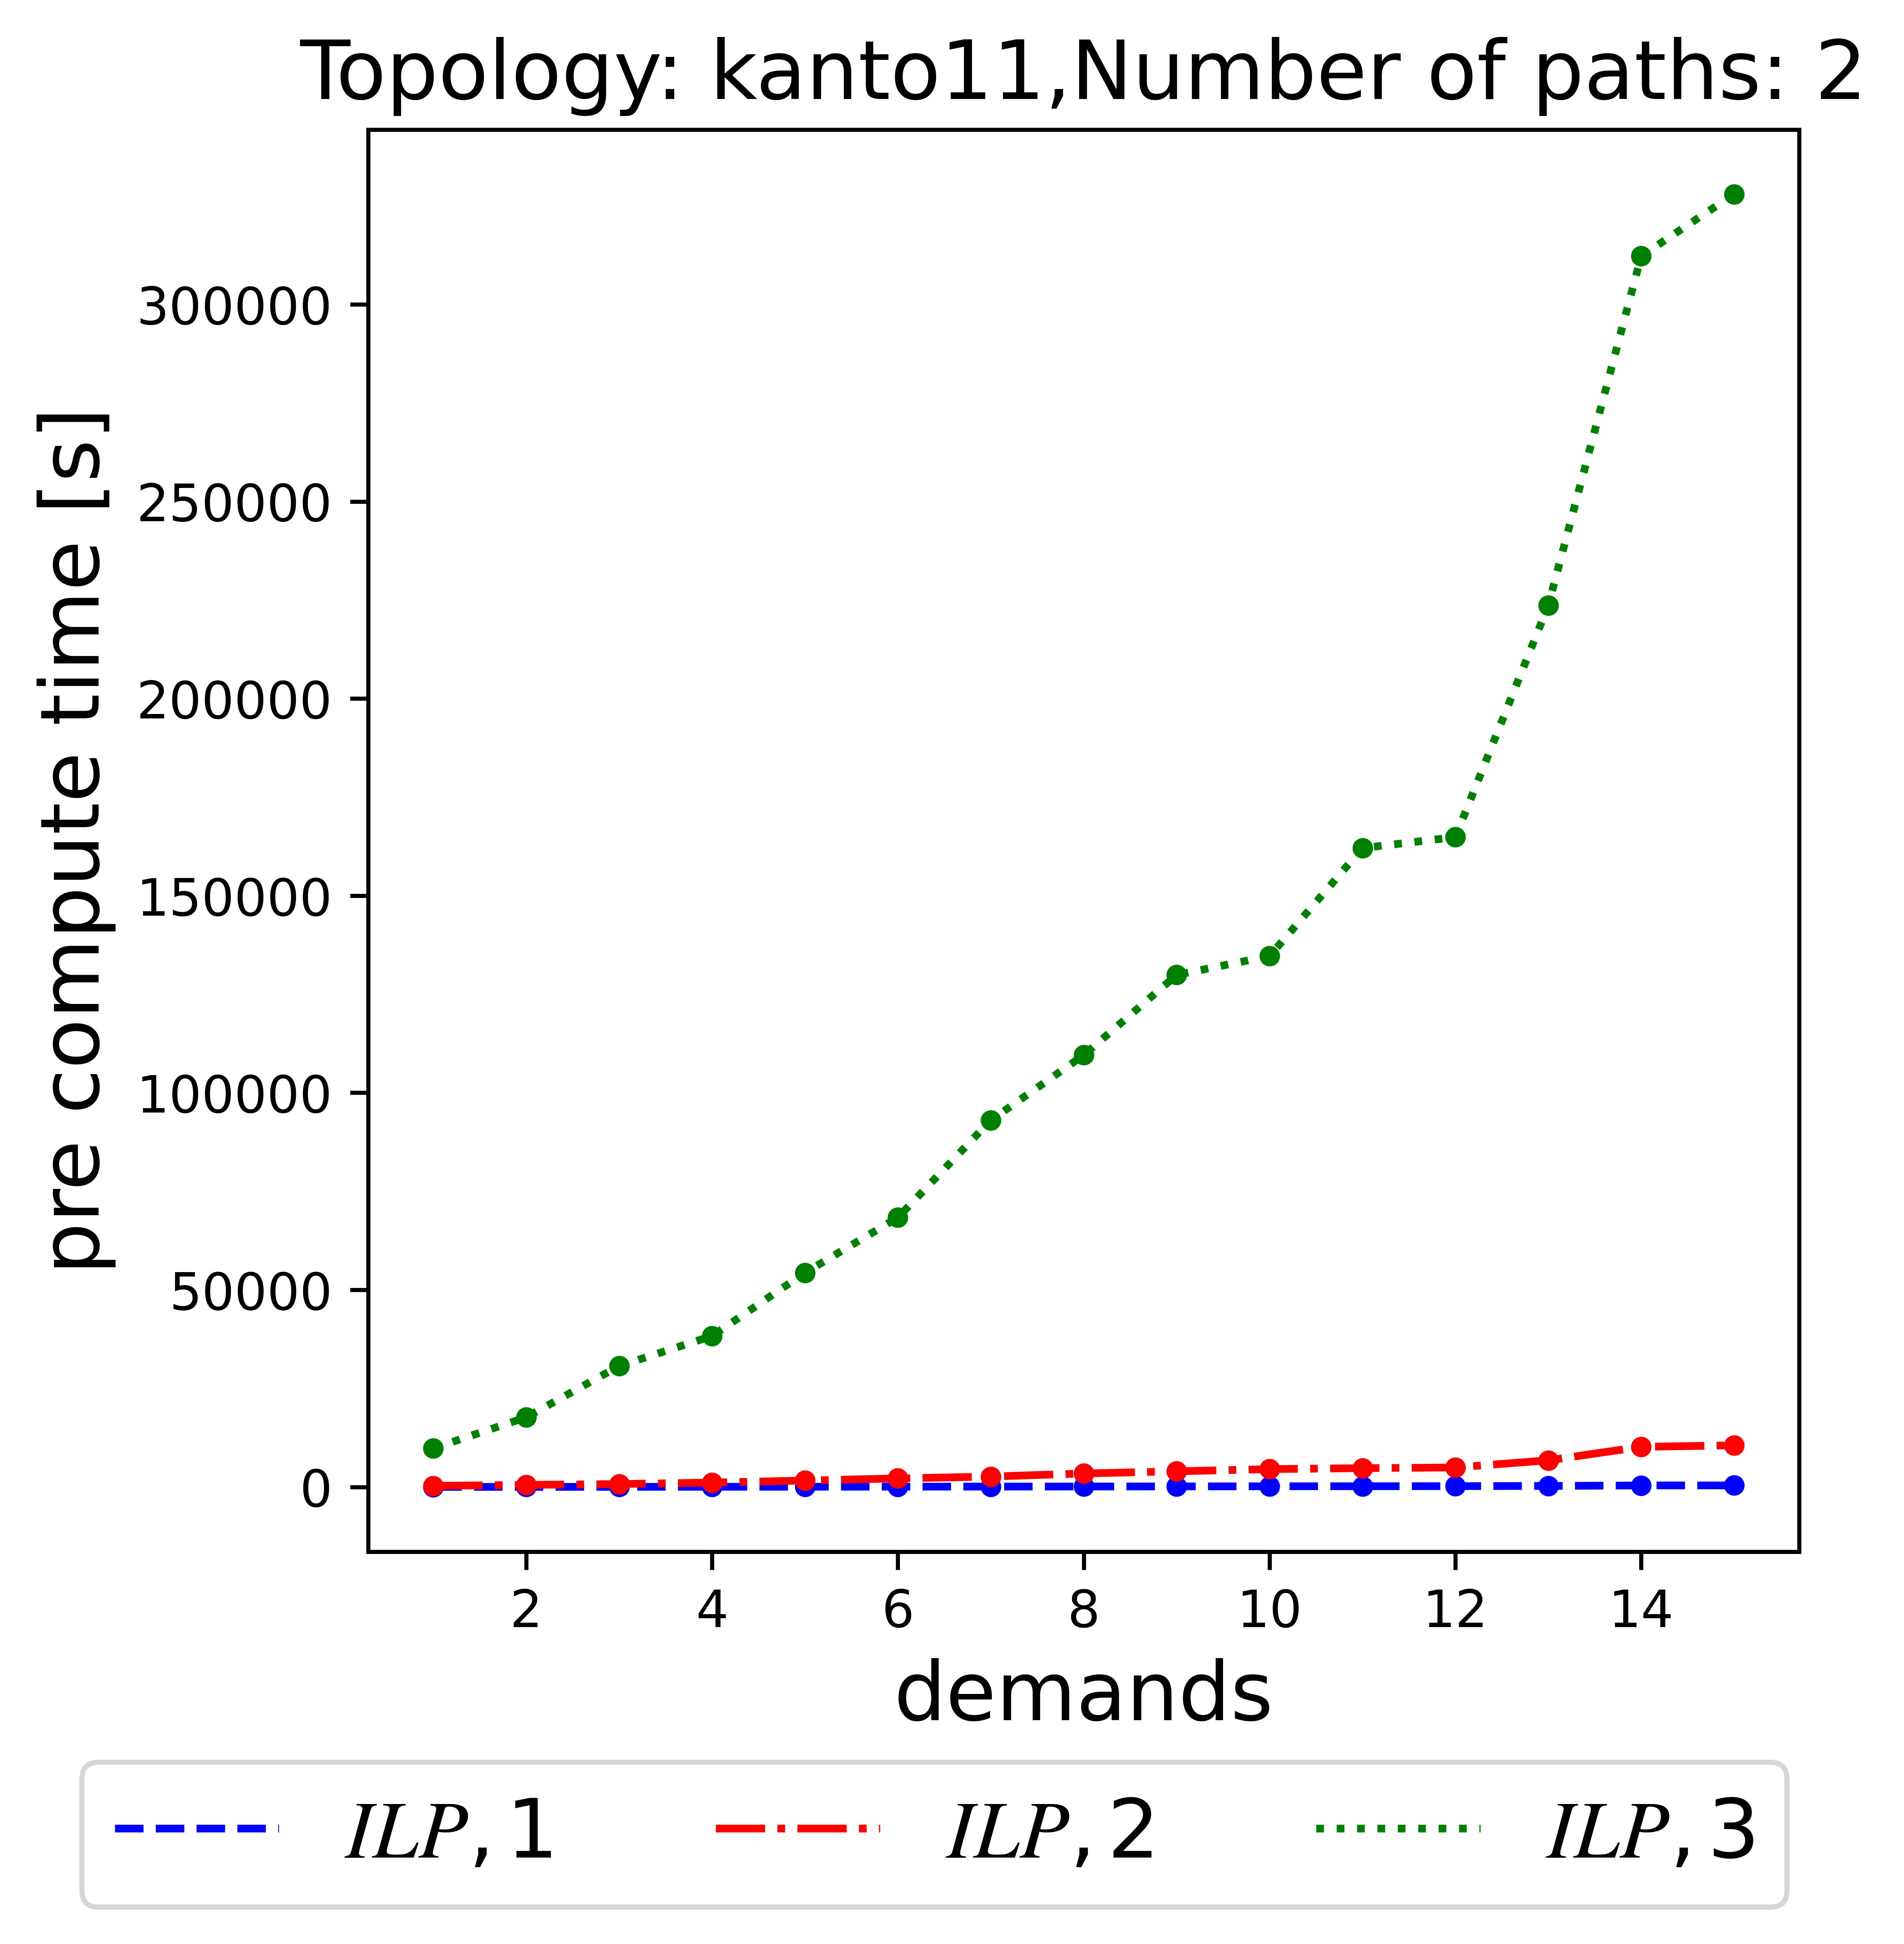 Topology: kanto11,Number of paths: 2
pre compute time [s]
300000
250000
200000
150000
100000
50000
0
2 4 6 8 10 12 14
demands
ILP, 1 ILP, 2 ILP, 3